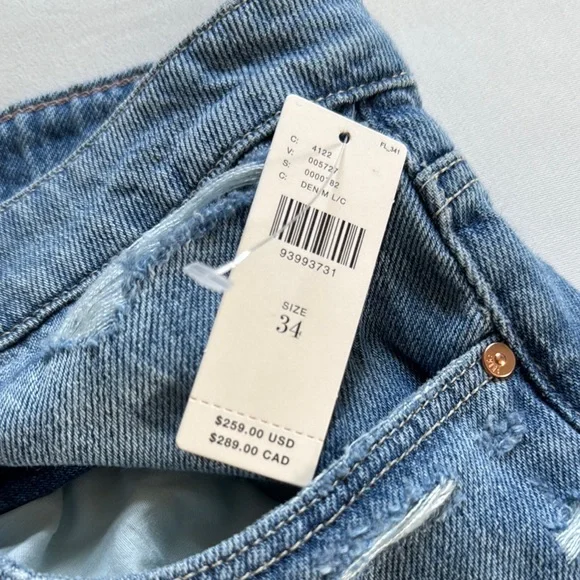 FL_341
C: 4122
V: 005727
S: 0000782
C: DENIM L/C
93993731
SIZE
34
$259.00 USD
$289.00 CAD